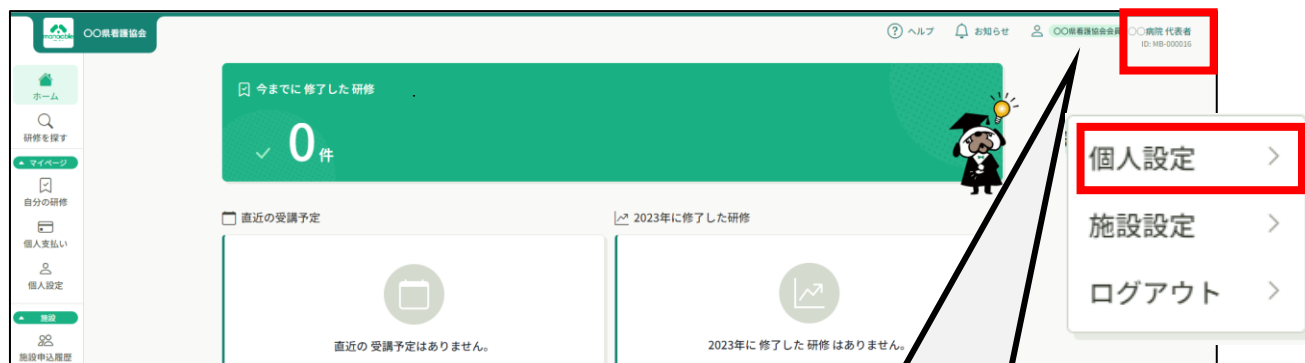 manaable
〇〇県看護協会
ヘルプ
お知らせ
〇〇県看護協会会員
〇〇病院 代表者
ID: MB-000016
ホーム
研修を探す
マイページ
自分の研修
個人支払い
個人設定
施設
施設申込履歴
今までに 修了した 研修
0 件
直近の受講予定
2023年に修了した研修
直近の 受講予定はありません。
2023年に 修了した 研修 はありません。
個人設定
施設設定
ログアウト